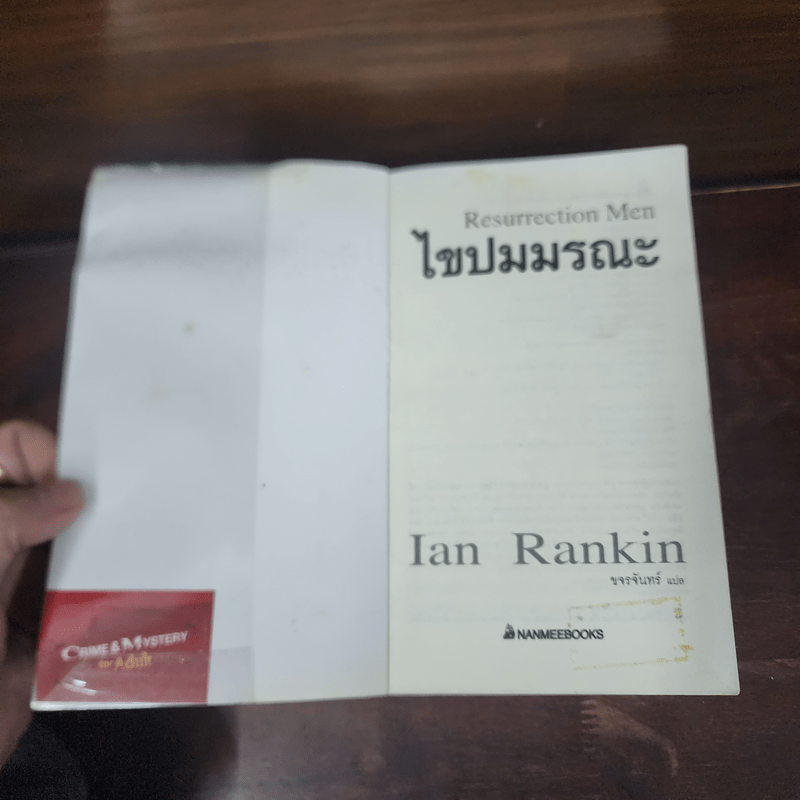 Resurrection Men
ไขปมมรณะ
Ian Rankin
ขจรจันทร์ แปล
NANMEEBOOKS
CRIME & MYSTERY
for Adult